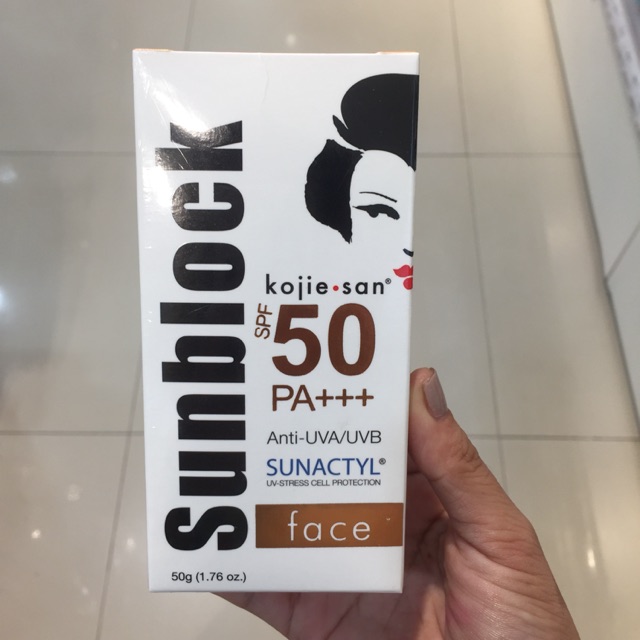 Sunblock
kojie•san®
SPF 50
PA+++
Anti-UVA/UVB
SUNACTYL®
UV-STRESS CELL PROTECTION
face
50g (1.76 oz.)